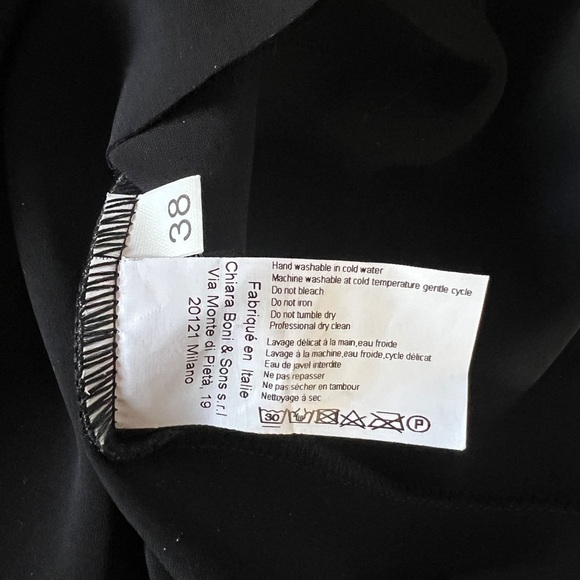 38
Fabriqué en Italie
Chiara Boni & Sons s.r.l
Via Monte di Pietà, 19
20121 Milano
Hand washable in cold water
Machine washable at cold temperature gentle cycle
Do not bleach
Do not iron
Do not tumble dry
Professional dry clean
Lavage délicat à la main,eau froide
Lavage à la machine,eau froide,cycle délicat
Eau de javel interdite
Ne pas repasser
Ne pas sécher en tambour
Nettoyage à sec
30
P